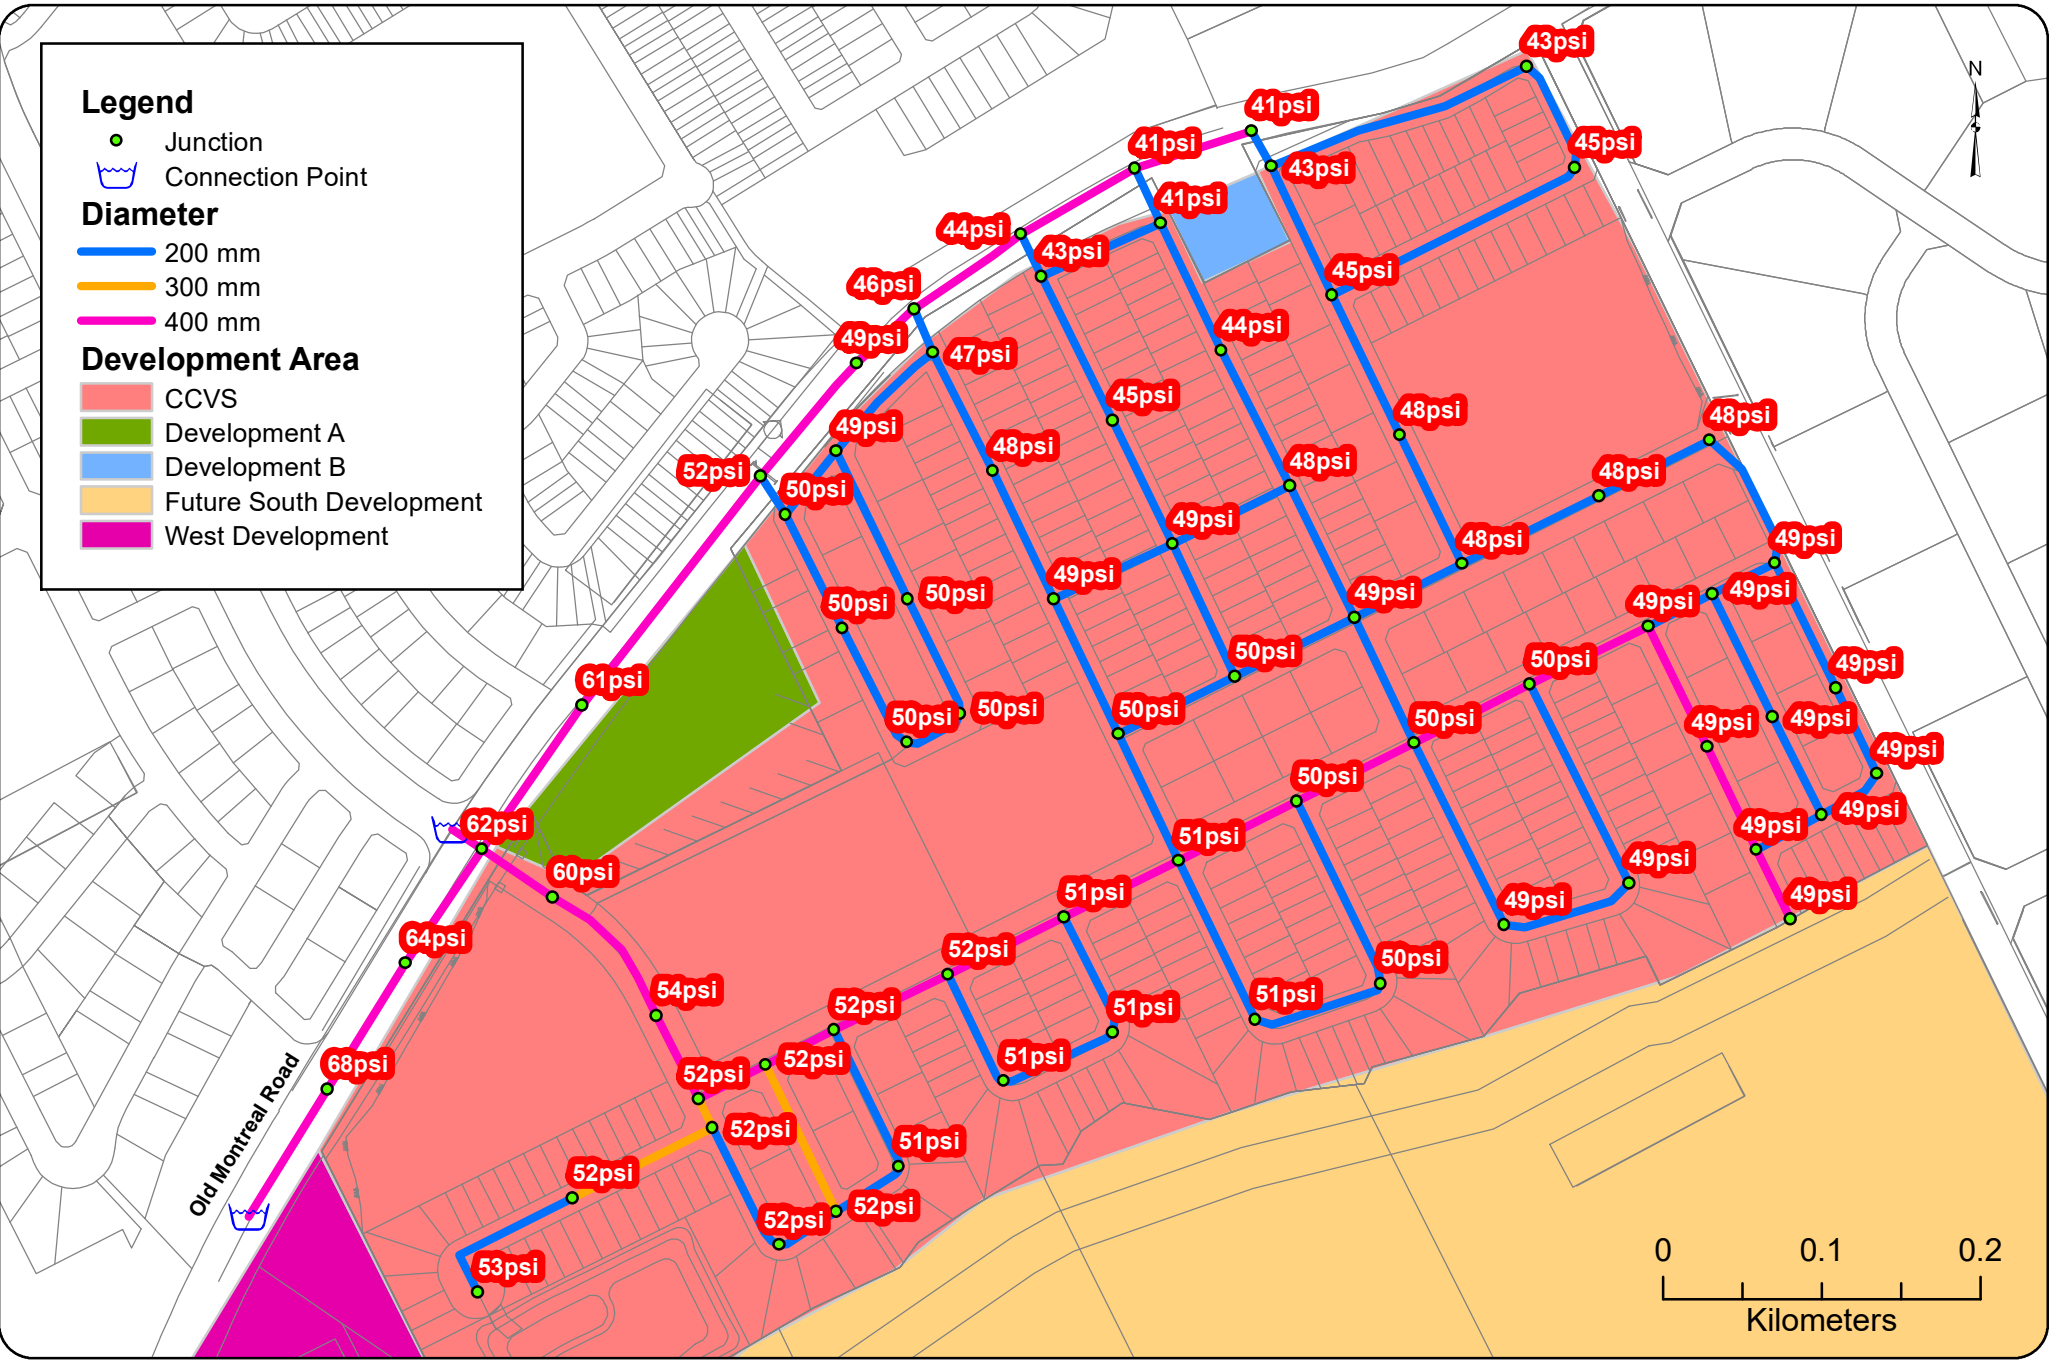 Legend
Junction
Connection Point
Diameter
200 mm
300 mm
400 mm
Development Area
CCVS
Development A
Development B
Future South Development
West Development
N
43psi
41psi
41psi
45psi
43psi
41psi
44psi
43psi
45psi
46psi
44psi
49psi
47psi
45psi
48psi
48psi
49psi
48psi
48psi
52psi
48psi
50psi
49psi
49psi
48psi
49psi
50psi
50psi
49psi
49psi
49psi
50psi
50psi
49psi
61psi
50psi
50psi
50psi
50psi
49psi
49psi
49psi
50psi
49psi
62psi
51psi
49psi
60psi
49psi
51psi
49psi
49psi
64psi
52psi
50psi
54psi
52psi
51psi
51psi
68psi
52psi
52psi
51psi
52psi
51psi
52psi
52psi
52psi
53psi
Old Montreal Road
0 0.1 0.2
Kilometers